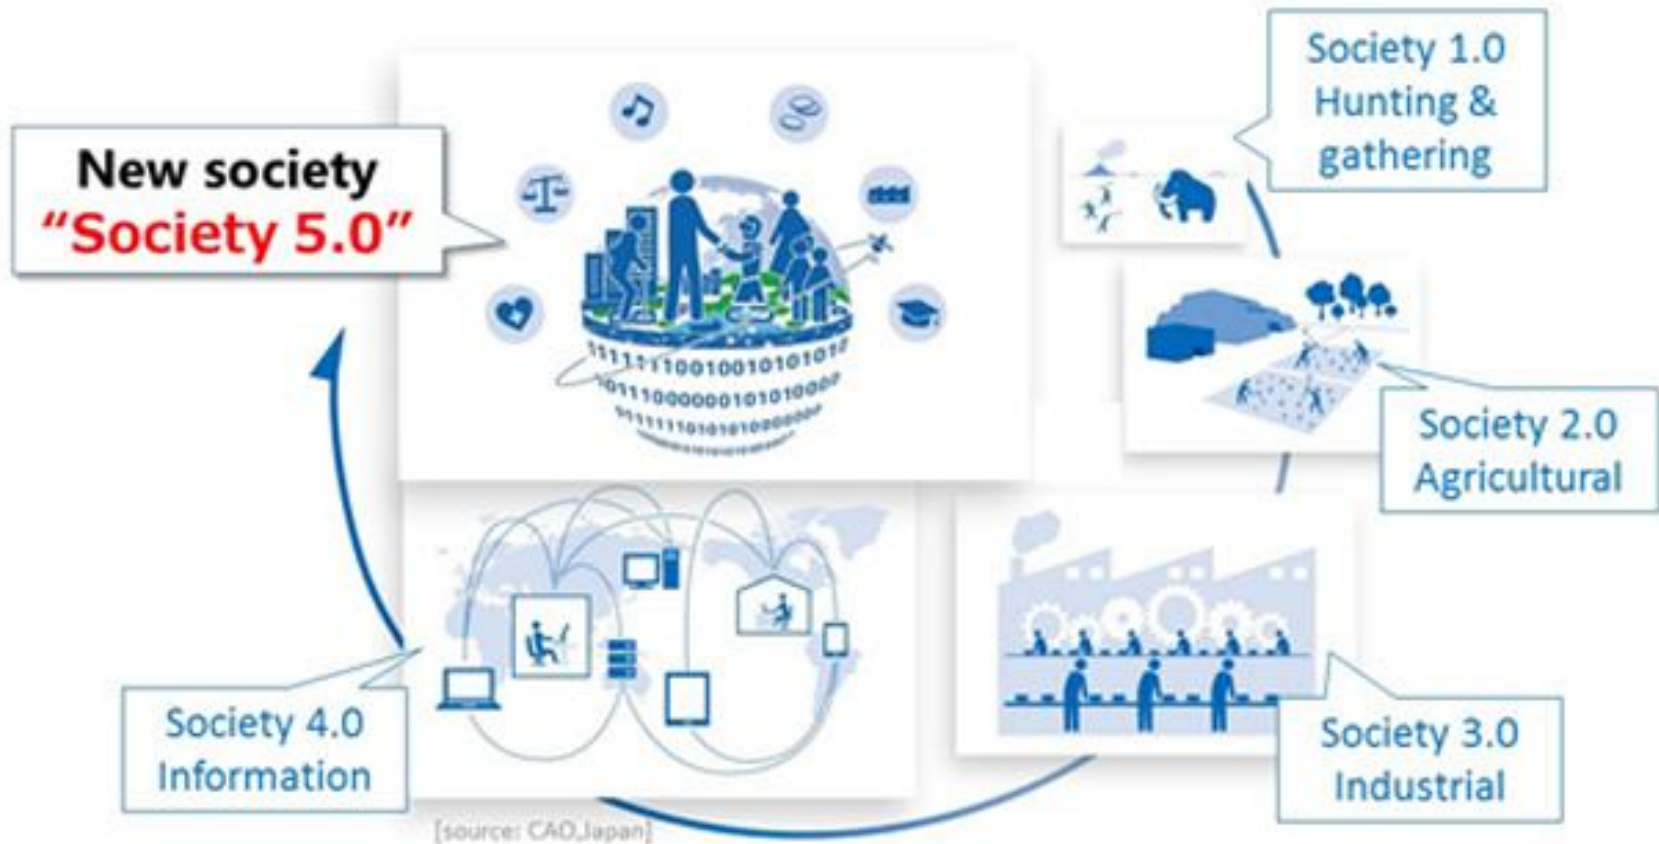 New society
“Society 5.0”
Society 1.0
Hunting &
gathering
Society 2.0
Agricultural
Society 3.0
Industrial
Society 4.0
Information
[source: CAO,Japan]